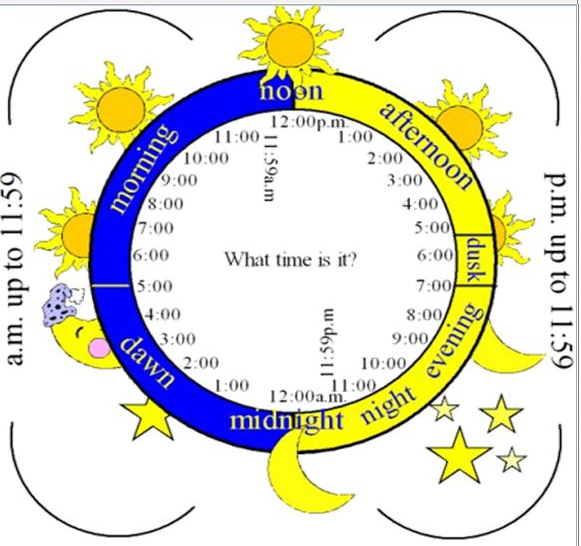 noon
afternoon
dusk
evening
night
midnight
dawn
morning
12:00p.m.
1:00
2:00
3:00
4:00
5:00
6:00
7:00
8:00
9:00
10:00
11:00
11:59p.m
12:00a.m.
1:00
2:00
3:00
4:00
5:00
6:00
7:00
8:00
9:00
10:00
11:00
11:59a.m
What time is it?
a.m. up to 11:59
p.m. up to 11:59